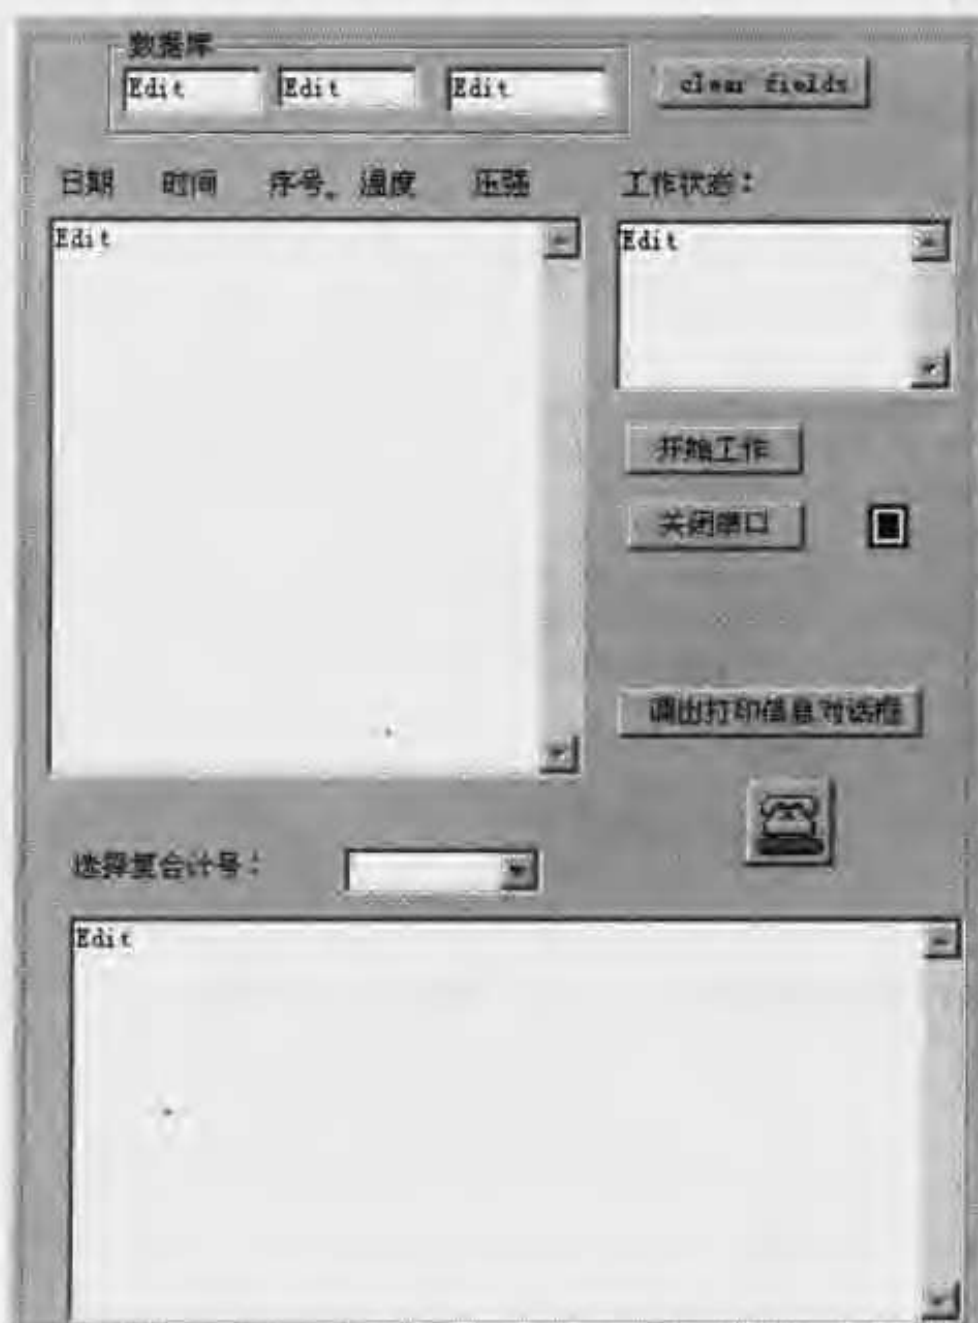 数据库
Edit Edit Edit clear fields
日期 时间 序号。 温度 压强 工作状态：
Edit Edit
开始工作
关闭串口
调出打印信息对话框
选择复合计号：
Edit